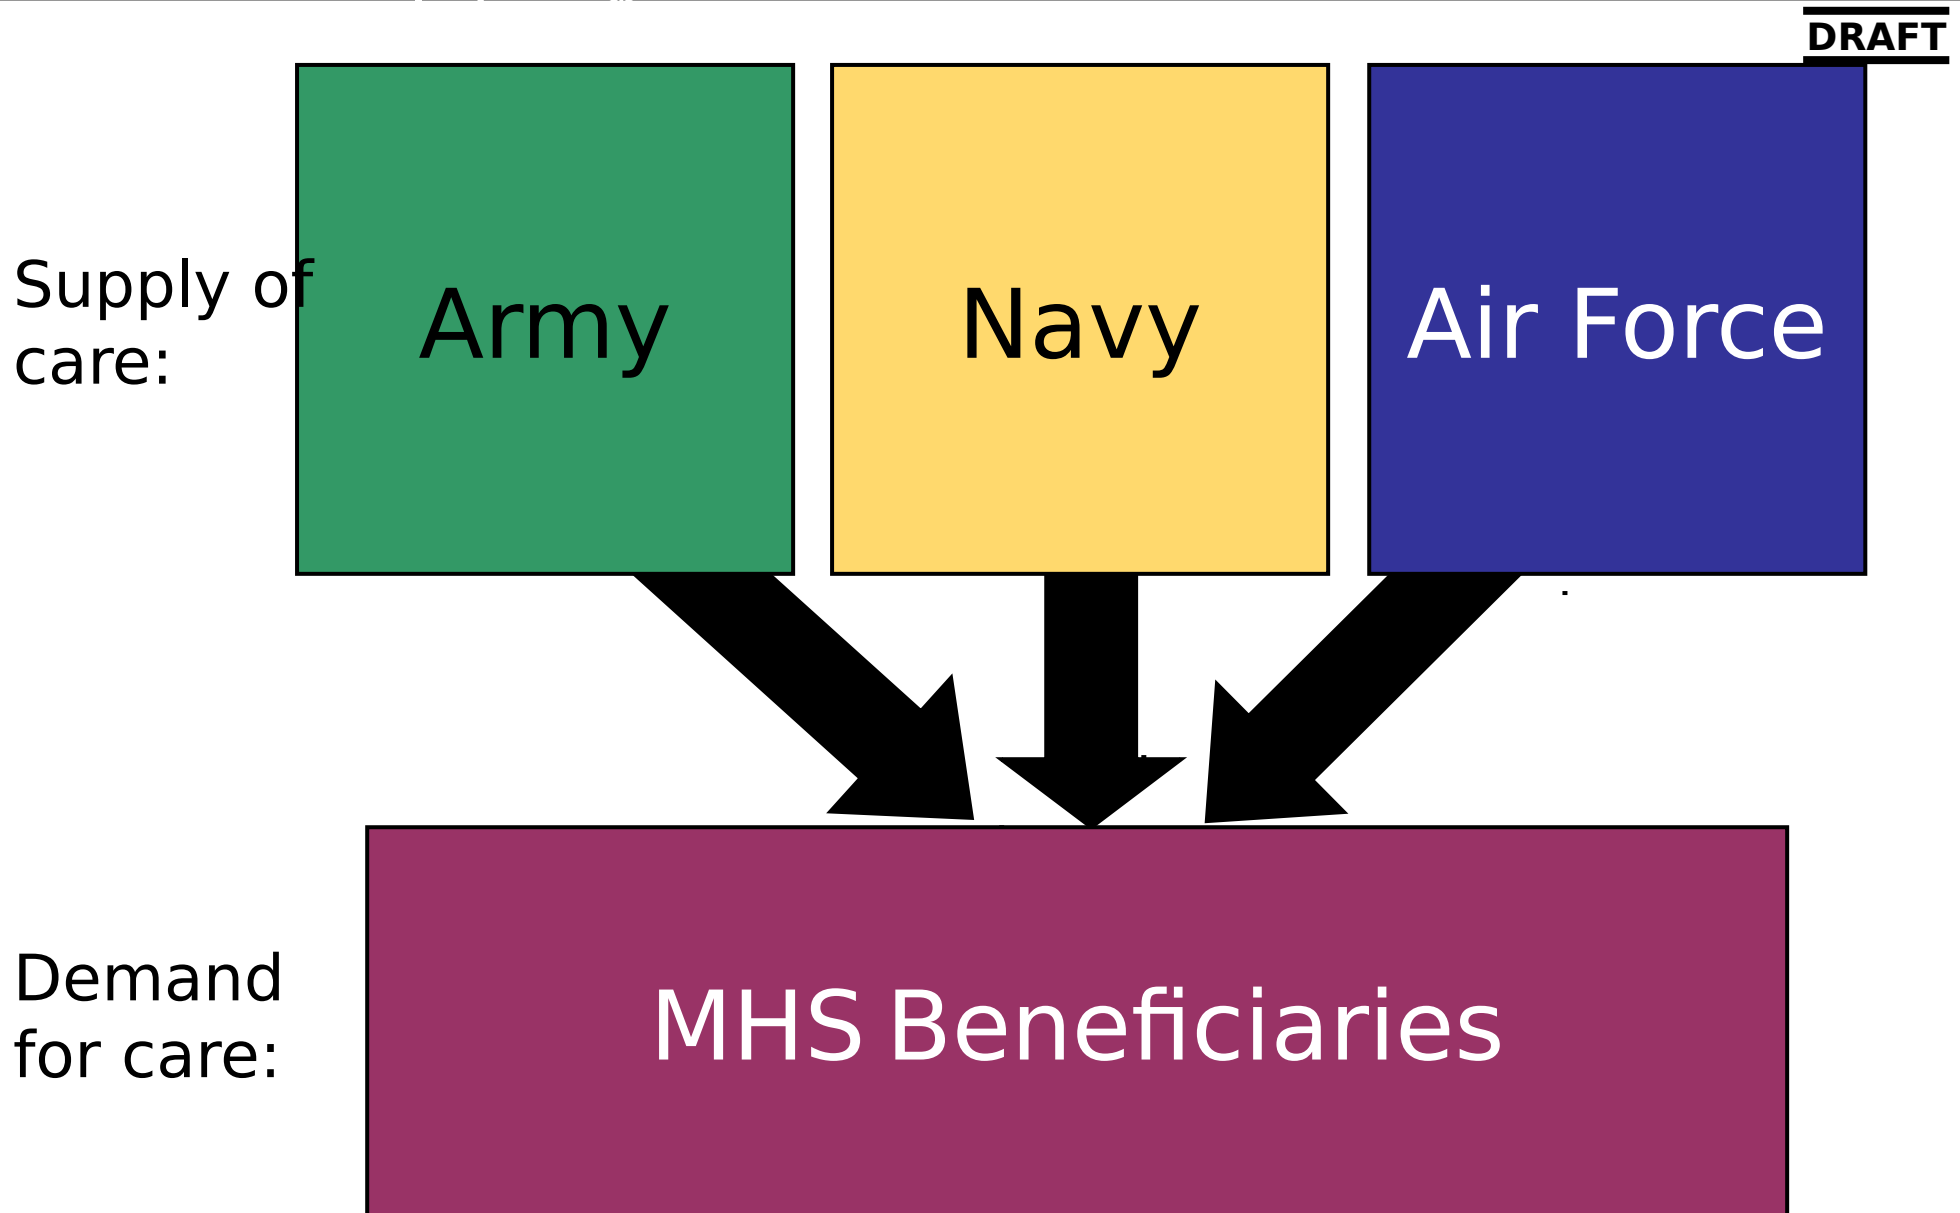 DRAFT
Supply of
care:
Army
Navy
Air Force
Demand
for care:
MHS Beneficiaries